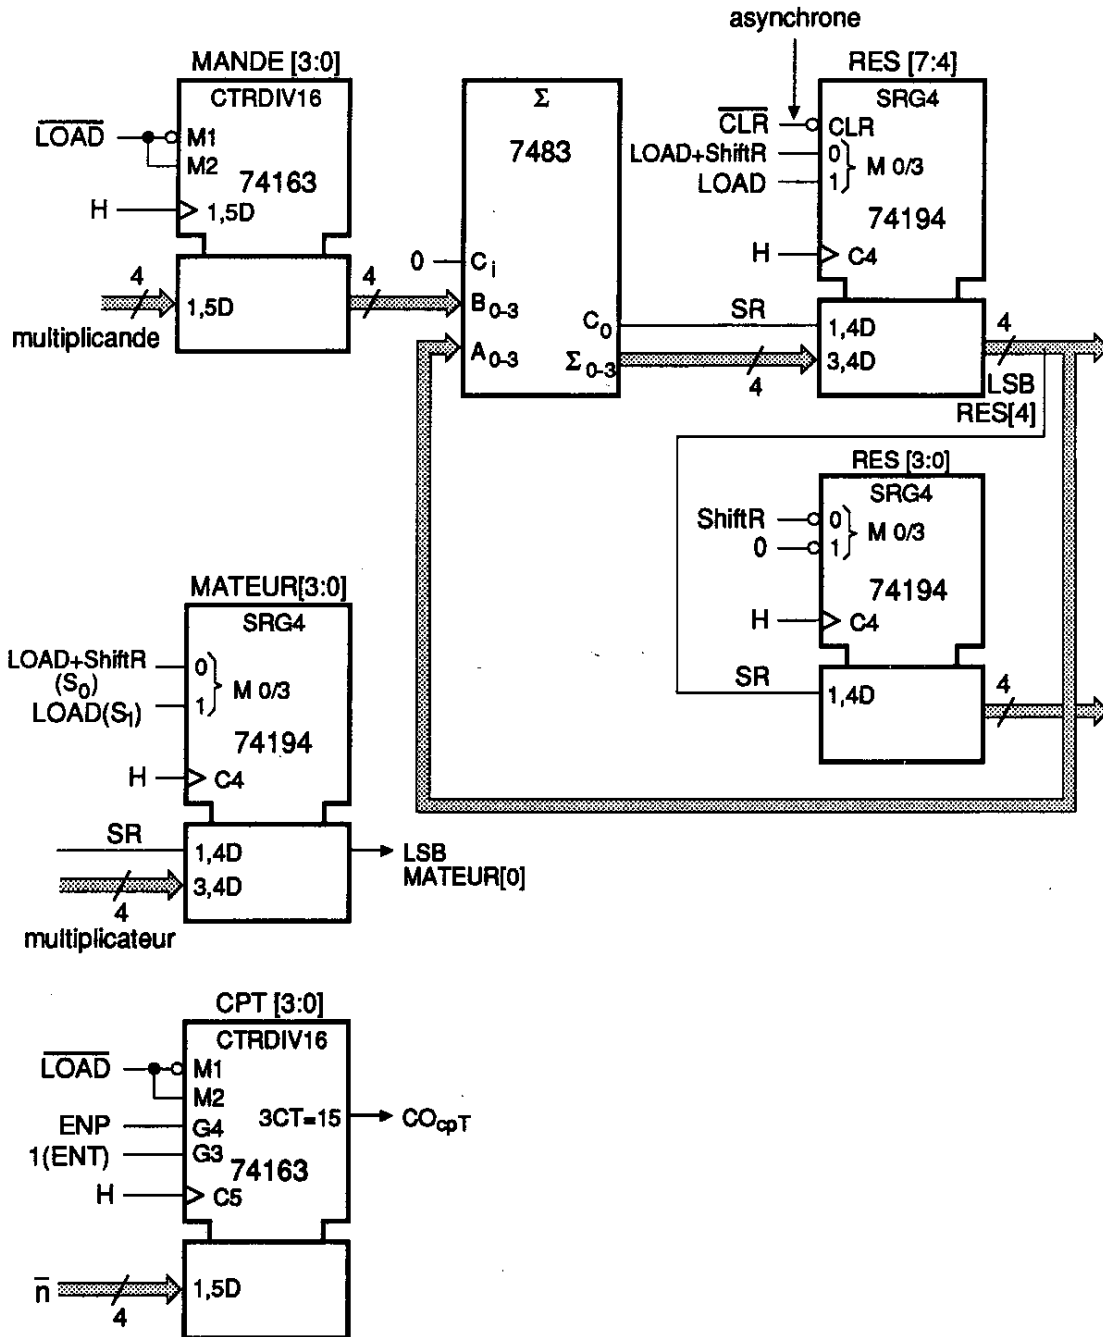 asynchrone
MANDE [3:0]
CTRDIV16
LOAD
M1
M2
74163
H
1,5D
4
1,5D
multiplicande
4
Σ
7483
0
Ci
B0-3
A0-3
C0
Σ0-3
SR
4
RES [7:4]
SRG4
CLR
CLR
LOAD+ShiftR
0
M 0/3
LOAD
1
74194
H
C4
1,4D
3,4D
4
LSB
RES[4]
RES [3:0]
SRG4
ShiftR
0
M 0/3
0
1
74194
H
C4
SR
1,4D
4
MATEUR[3:0]
SRG4
LOAD+ShiftR
(S0)
0
M 0/3
LOAD(S1)
1
74194
H
C4
SR
1,4D
3,4D
4
multiplicateur
LSB
MATEUR[0]
CPT [3:0]
CTRDIV16
LOAD
M1
M2
ENP
G4
3CT=15
COcpT
1(ENT)
G3
74163
H
C5
n̄
4
1,5D